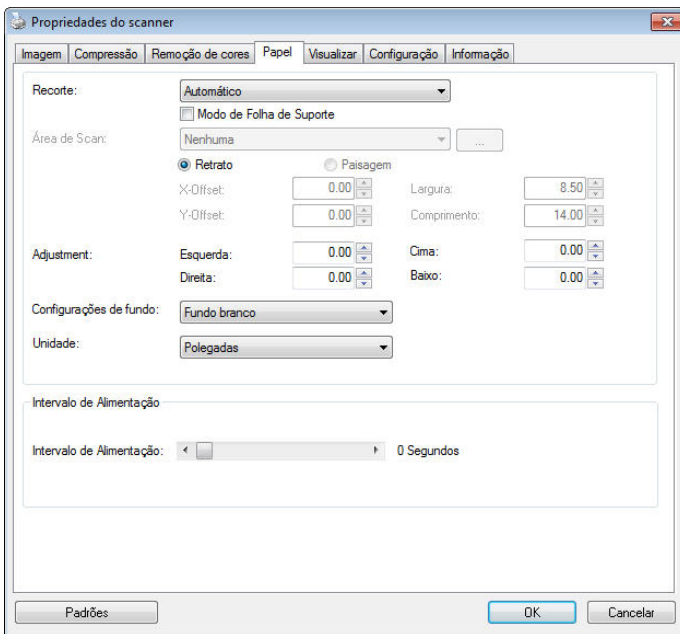 Propriedades do scanner
Imagem Compressão Remoção de cores Papel Visualizar Configuração Informação
Recorte: Automático
Modo de Folha de Suporte
Área de Scan: Nenhuma ...
Retrato Paisagem
X-Offset: 0.00 Largura: 8.50
Y-Offset: 0.00 Comprimento: 14.00
Adjustment: Esquerda: 0.00 Cima: 0.00
Direita: 0.00 Baixo: 0.00
Configurações de fundo: Fundo branco
Unidade: Polegadas
Intervalo de Alimentação
Intervalo de Alimentação: 0 Segundos
Padrões OK Cancelar